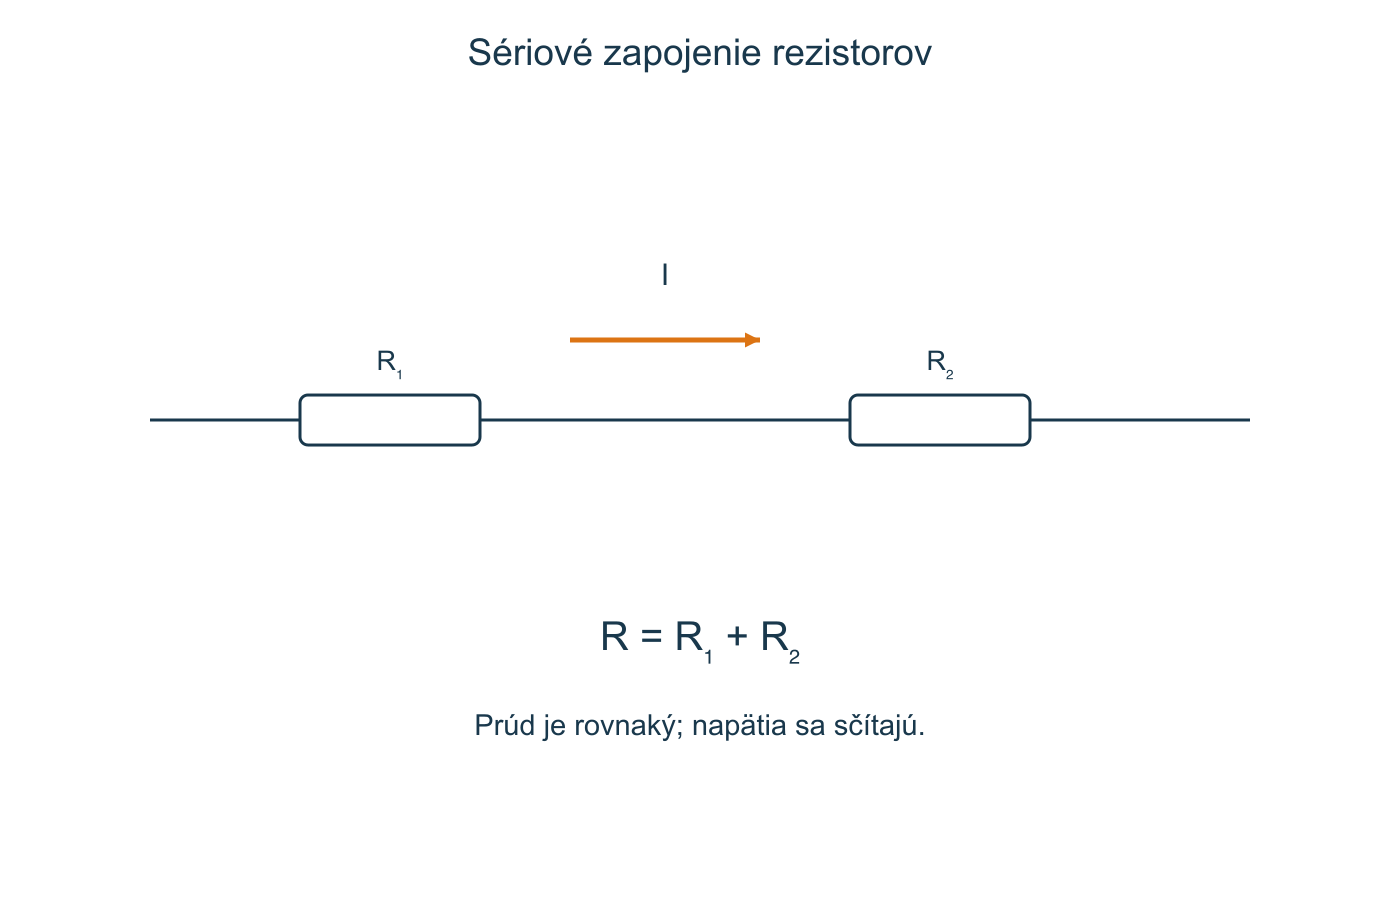 Sériové zapojenie rezistorov
I
R₁
R₂
R = R₁ + R₂
Prúd je rovnaký; napätia sa sčítajú.